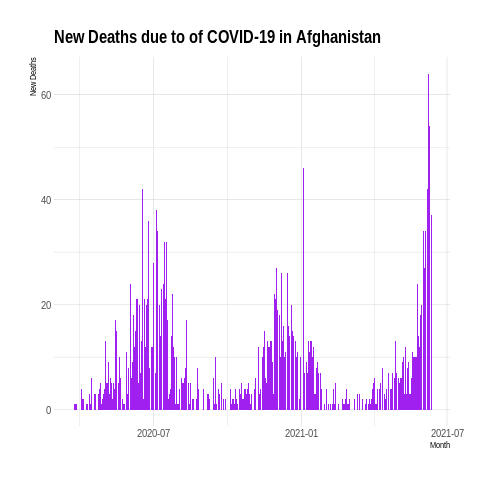 New Deaths due to of COVID-19 in Afghanistan
New Deaths
60
40
20
0
2020-07
2021-01
2021-07
Month